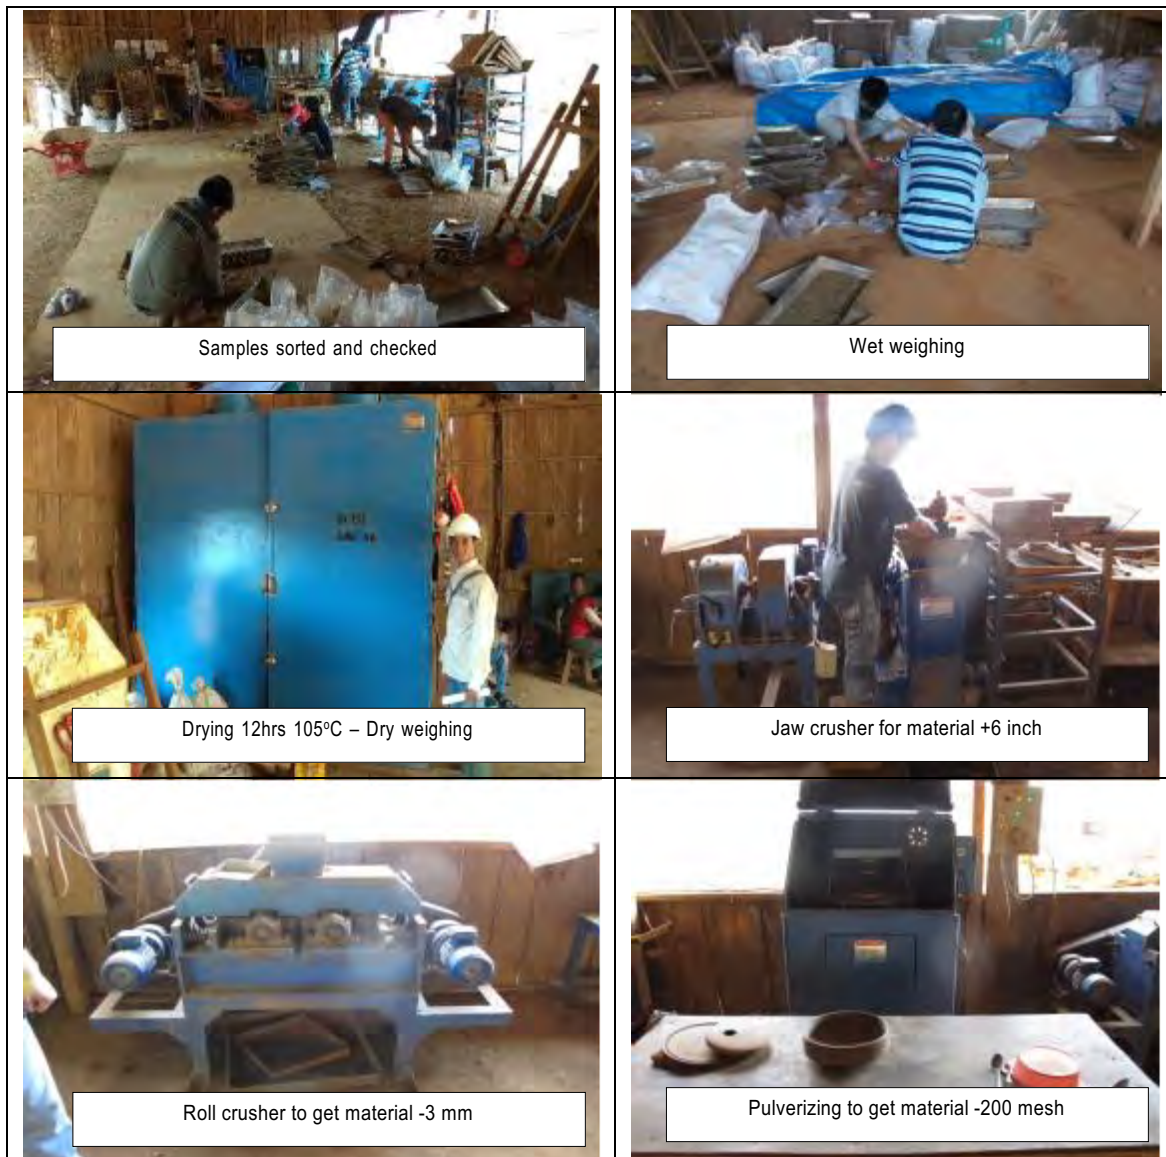 Samples sorted and checked
Wet weighing
Drying 12hrs 105°C – Dry weighing
Jaw crusher for material +6 inch
Roll crusher to get material -3 mm
Pulverizing to get material -200 mesh